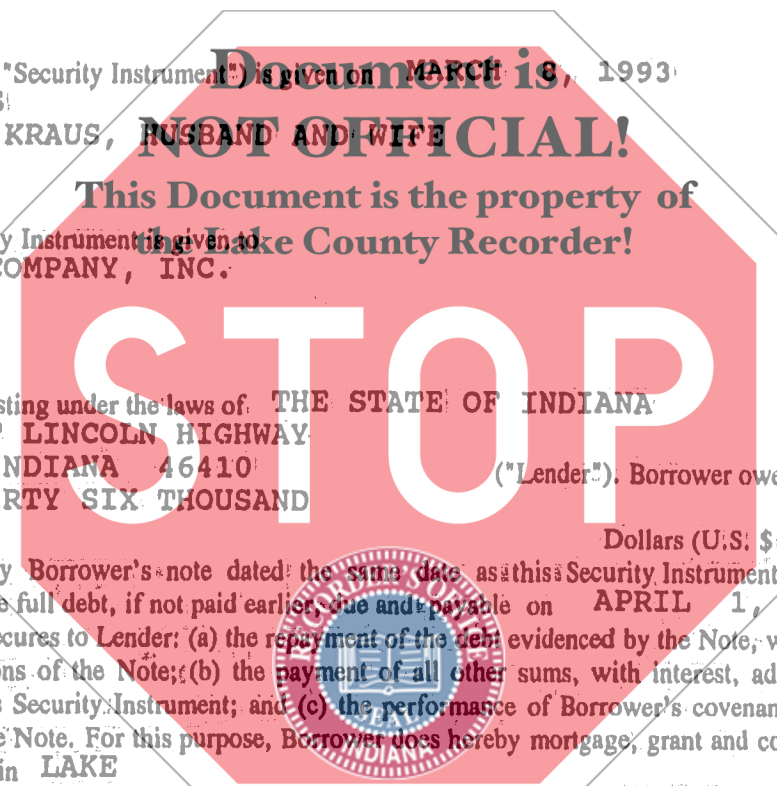 Document is
"Security Instrument") is given on MARCH 8, 1993
KRAUS, HUSBAND AND WIFE
NOT OFFICIAL!
This Document is the property of
y Instrument is given to
the Lake County Recorder!
OMPANY, INC.
STOP
sting under the laws of THE STATE OF INDIANA
LINCOLN HIGHWAY
NDIANA 46410 ("Lender"). Borrower owe
RTY SIX THOUSAND
Dollars (U.S. $
y Borrower's note dated the same date as this Security Instrument
e full debt, if not paid earlier, due and payable on APRIL 1,
cures to Lender: (a) the repayment of the debt evidenced by the Note, w
ns of the Note; (b) the payment of all other sums, with interest, ad
s Security Instrument; and (c) the performance of Borrower's covenan
e Note. For this purpose, Borrower does hereby mortgage, grant and co
in LAKE
SEAL
INDIANA